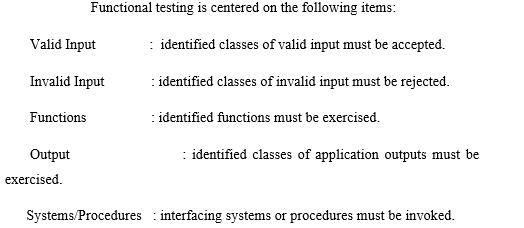 Functional testing is centered on the following items:
Valid Input : identified classes of valid input must be accepted.
Invalid Input : identified classes of invalid input must be rejected.
Functions : identified functions must be exercised.
Output : identified classes of application outputs must be
exercised.
Systems/Procedures : interfacing systems or procedures must be invoked.